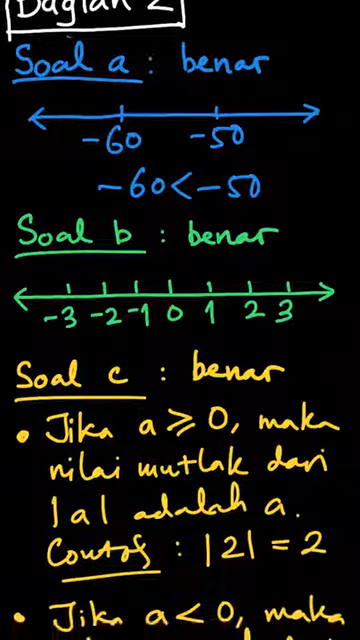 Bagian 2
Soal a : benar
-60 -50
-60 < -50
Soal b : benar
-3 -2 -1 0 1 2 3
Soal c : benar
• Jika a ≥ 0, maka
nilai mutlak dari
|a| adalah a.
Contoh : |2| = 2
• Jika a < 0, maka